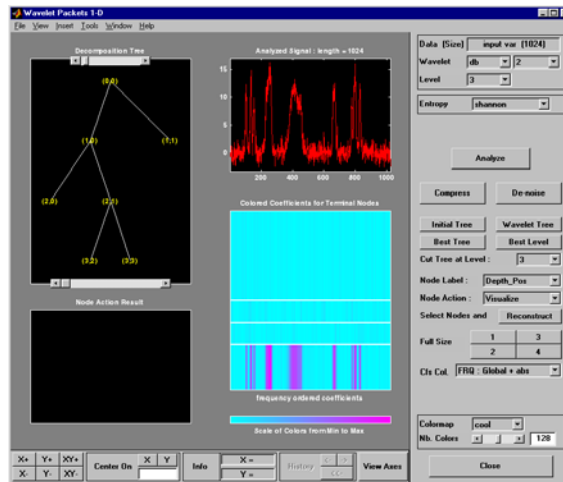 Wavelet Packets 1-D
File View Insert Tools Window Help
Decomposition Tree
(0,0)
(1,0) (1,1)
(2,0) (2,1)
(3,2) (3,3)
Node Action Result
Analyzed Signal : length = 1024
15
10
5
0
200 400 600 800 1000
Colored Coefficients for Terminal Nodes
frequency ordered coefficients
Scale of Colors from Min to Max
Data (Size) input var (1024)
Wavelet db 2
Level 3
Entropy shannon
Analyze
Compress De-noise
Initial Tree Wavelet Tree
Best Tree Best Level
Cut Tree at Level : 3
Node Label : Depth_Pos
Node Action : Visualize
Select Nodes and Reconstruct
Full Size 1 3
2 4
Cfs Col. FRQ : Global + abs
Colormap cool
Nb. Colors 128
Close
X+ Y+ XY+
X- Y- XY-
Center On X Y
Info X =
Y =
History < >
<<-
View Axes